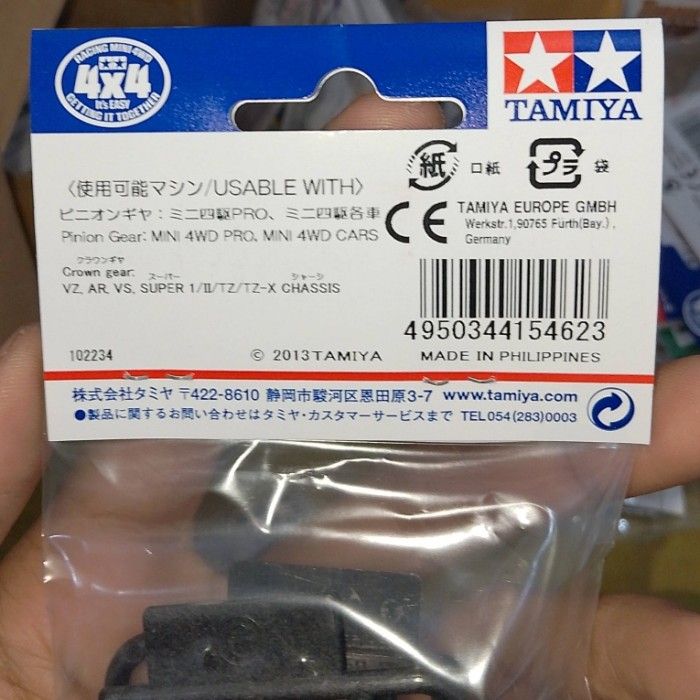 RACING MINI 4WD
4x4
It's EASY
GETTING IT TOGETHER
TAMIYA
紙 口紙
プラ 袋
〈使用可能マシン/USABLE WITH〉
ピニオンギヤ：ミニ四駆PRO、ミニ四駆各車
Pinion Gear: MINI 4WD PRO, MINI 4WD CARS
クラウンギヤ スーパー シャーシ
Crown gear:
VZ, AR, VS, SUPER 1/II/TZ/TZ-X CHASSIS
CE
TAMIYA EUROPE GMBH
Werkstr.1,90765 Fürth(Bay.),
Germany
4950344154623
102234
© 2013TAMIYA
MADE IN PHILIPPINES
株式会社タミヤ 〒422-8610 静岡市駿河区恩田原3-7 www.tamiya.com
●製品に関するお問い合わせはタミヤ・カスタマーサービスまで TEL054(283)0003